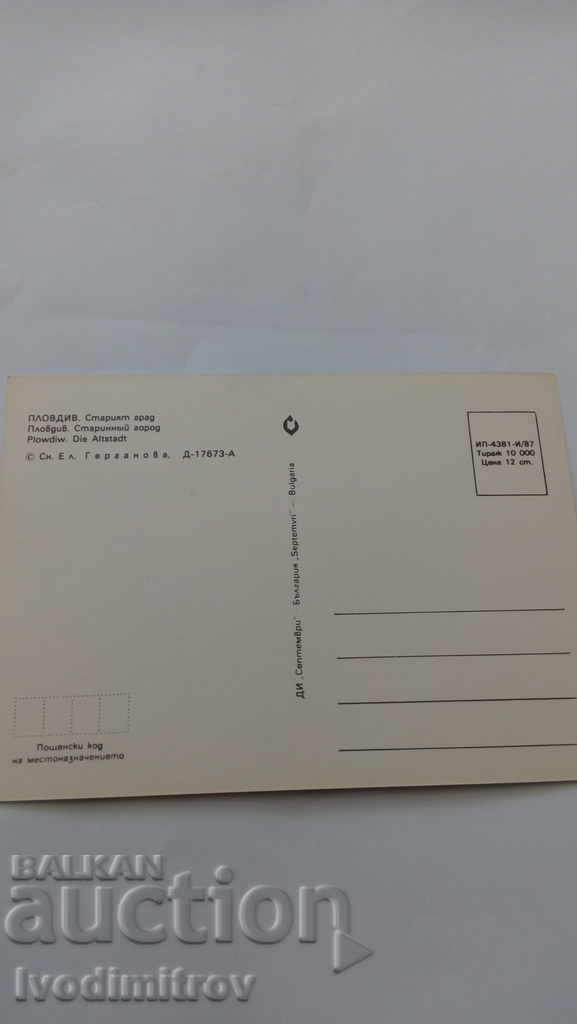 ПЛОВДИВ. Старият град
Пловдив. Старинный город
Plowdiw. Die Altstadt
© Сн. Ел. Герганова, Д-17673-А
ИП-4381-И/87
Тираж 10 000
Цена 12 ст.
ДИ „Септември" – България „Septemvri" – Bulgaria
Пощенски код
на местоназначението
BALKAN
auction
Ivodimitrov